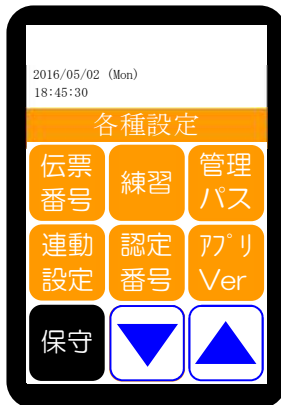 2016/05/02 (Mon)
18:45:30
各種設定
伝票
番号
練習
管理
パス
連動
設定
認定
番号
ｱﾌﾟﾘ
Ver
保守